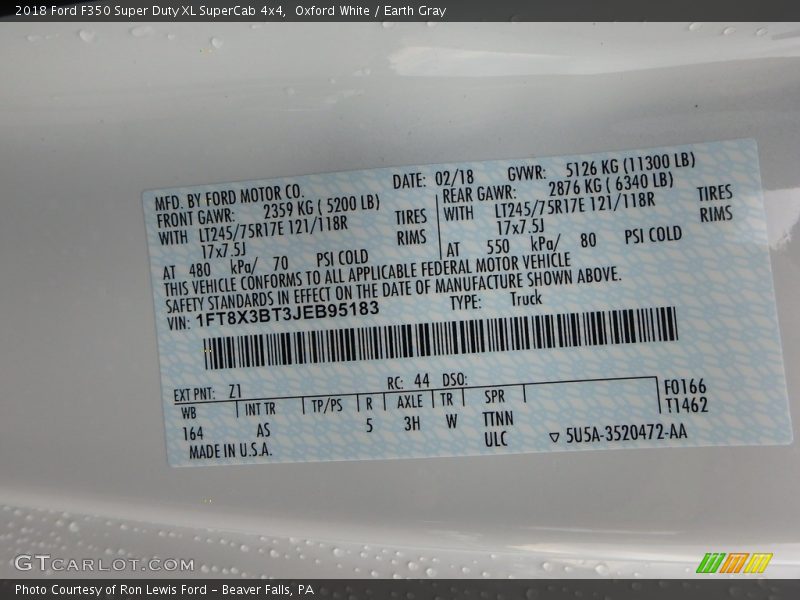 2018 Ford F350 Super Duty XL SuperCab 4x4,  Oxford White / Earth Gray
MFD. BY FORD MOTOR CO.
DATE: 02/18
GVWR: 5126 KG (11300 LB)
FRONT GAWR: 2359 KG ( 5200 LB)
REAR GAWR: 2876 KG ( 6340 LB)
WITH LT245/75R17E 121/118R TIRES
WITH LT245/75R17E 121/118R TIRES
17x7.5J RIMS
17x7.5J RIMS
AT 480 kPa/ 70 PSI COLD
AT 550 kPa/ 80 PSI COLD
THIS VEHICLE CONFORMS TO ALL APPLICABLE FEDERAL MOTOR VEHICLE
SAFETY STANDARDS IN EFFECT ON THE DATE OF MANUFACTURE SHOWN ABOVE.
VIN: 1FT8X3BT3JEB95183
TYPE: Truck
EXT PNT: Z1
RC: 44 DSO:
F0166
WB INT TR TP/PS R AXLE TR SPR
T1462
164 AS 5 3H W TTNN
ULC
▽ 5U5A-3520472-AA
MADE IN U.S.A.
GTCARLOT.COM
Photo Courtesy of Ron Lewis Ford – Beaver Falls, PA